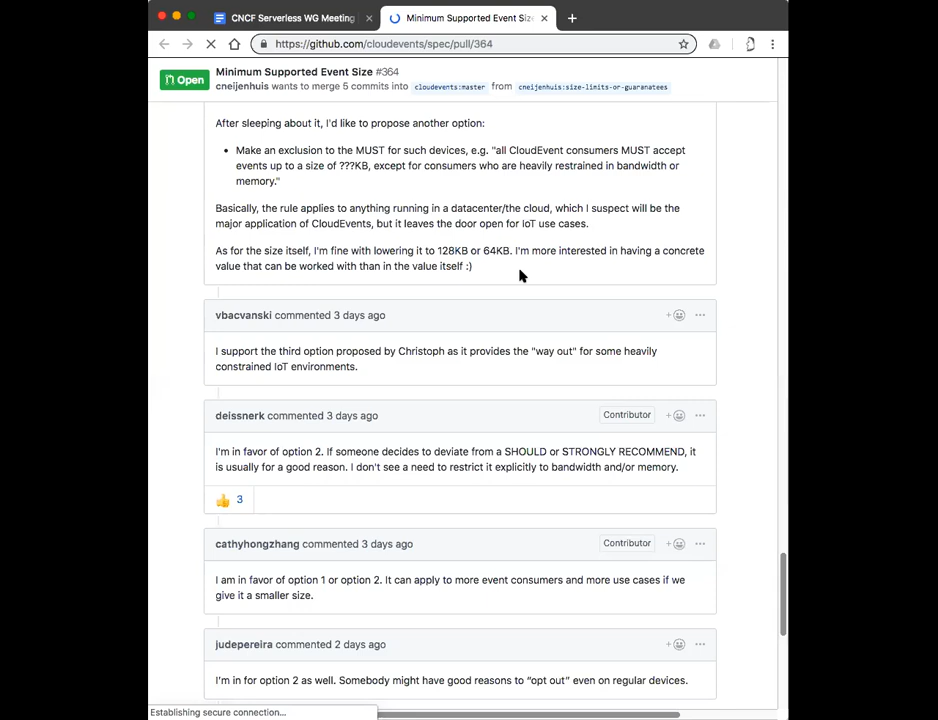 CNCF Serverless WG Meeting
Minimum Supported Event Size
https://github.com/cloudevents/spec/pull/364
Open
Minimum Supported Event Size #364
cneijenhuis wants to merge 5 commits into cloudevents:master from cneijenhuis:size-limits-or-guaranatees
After sleeping about it, I'd like to propose another option:
Make an exclusion to the MUST for such devices, e.g. "all CloudEvent consumers MUST accept
events up to a size of ???KB, except for consumers who are heavily restrained in bandwidth or
memory."
Basically, the rule applies to anything running in a datacenter/the cloud, which I suspect will be the
major application of CloudEvents, but it leaves the door open for IoT use cases.
As for the size itself, I'm fine with lowering it to 128KB or 64KB. I'm more interested in having a concrete
value that can be worked with than in the value itself :)
vbacvanski commented 3 days ago
I support the third option proposed by Christoph as it provides the "way out" for some heavily
constrained IoT environments.
deissnerk commented 3 days ago
Contributor
I'm in favor of option 2. If someone decides to deviate from a SHOULD or STRONGLY RECOMMEND, it
is usually for a good reason. I don't see a need to restrict it explicitly to bandwidth and/or memory.
3
cathyhongzhang commented 3 days ago
Contributor
I am in favor of option 1 or option 2. It can apply to more event consumers and more use cases if we
give it a smaller size.
judepereira commented 2 days ago
I'm in for option 2 as well. Somebody might have good reasons to "opt out" even on regular devices.
Establishing secure connection...